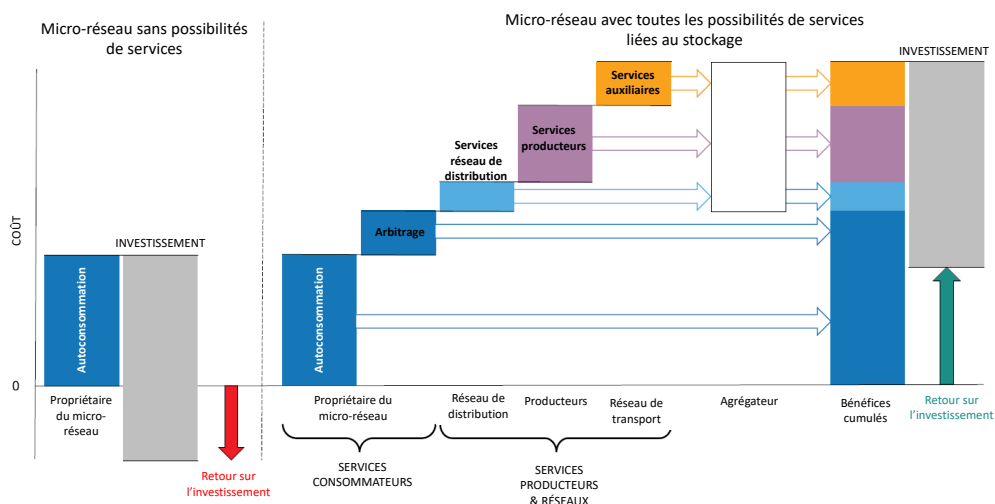 Micro-réseau sans possibilités
de services
Micro-réseau avec toutes les possibilités de services
liées au stockage
INVESTISSEMENT
Services
auxiliaires
Services
producteurs
Services
réseau de
distribution
Arbitrage
COÛT
INVESTISSEMENT
Autoconsommation
Autoconsommation
0
Propriétaire
du micro-
réseau
Propriétaire du
micro-réseau
Réseau de
distribution
Producteurs
Réseau de
transport
Agrégateur
Bénéfices
cumulés
Retour sur
l'investissement
Retour sur
l'investissement
SERVICES
CONSOMMATEURS
SERVICES
PRODUCTEURS
& RÉSEAUX